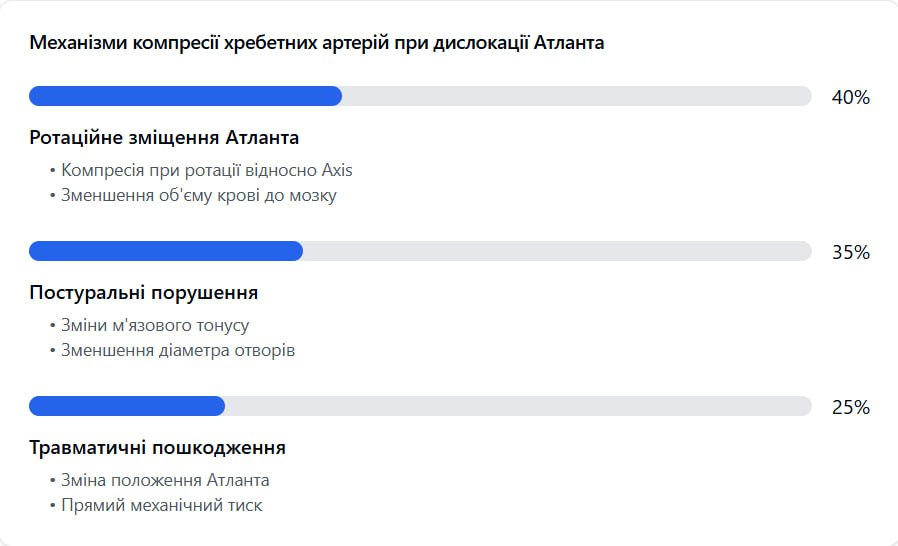 Механізми компресії хребетних артерій при дислокації Атланта
40%
Ротаційне зміщення Атланта
• Компресія при ротації відносно Axis
• Зменшення об'єму крові до мозку
35%
Постуральні порушення
• Зміни м'язового тонусу
• Зменшення діаметра отворів
25%
Травматичні пошкодження
• Зміна положення Атланта
• Прямий механічний тиск